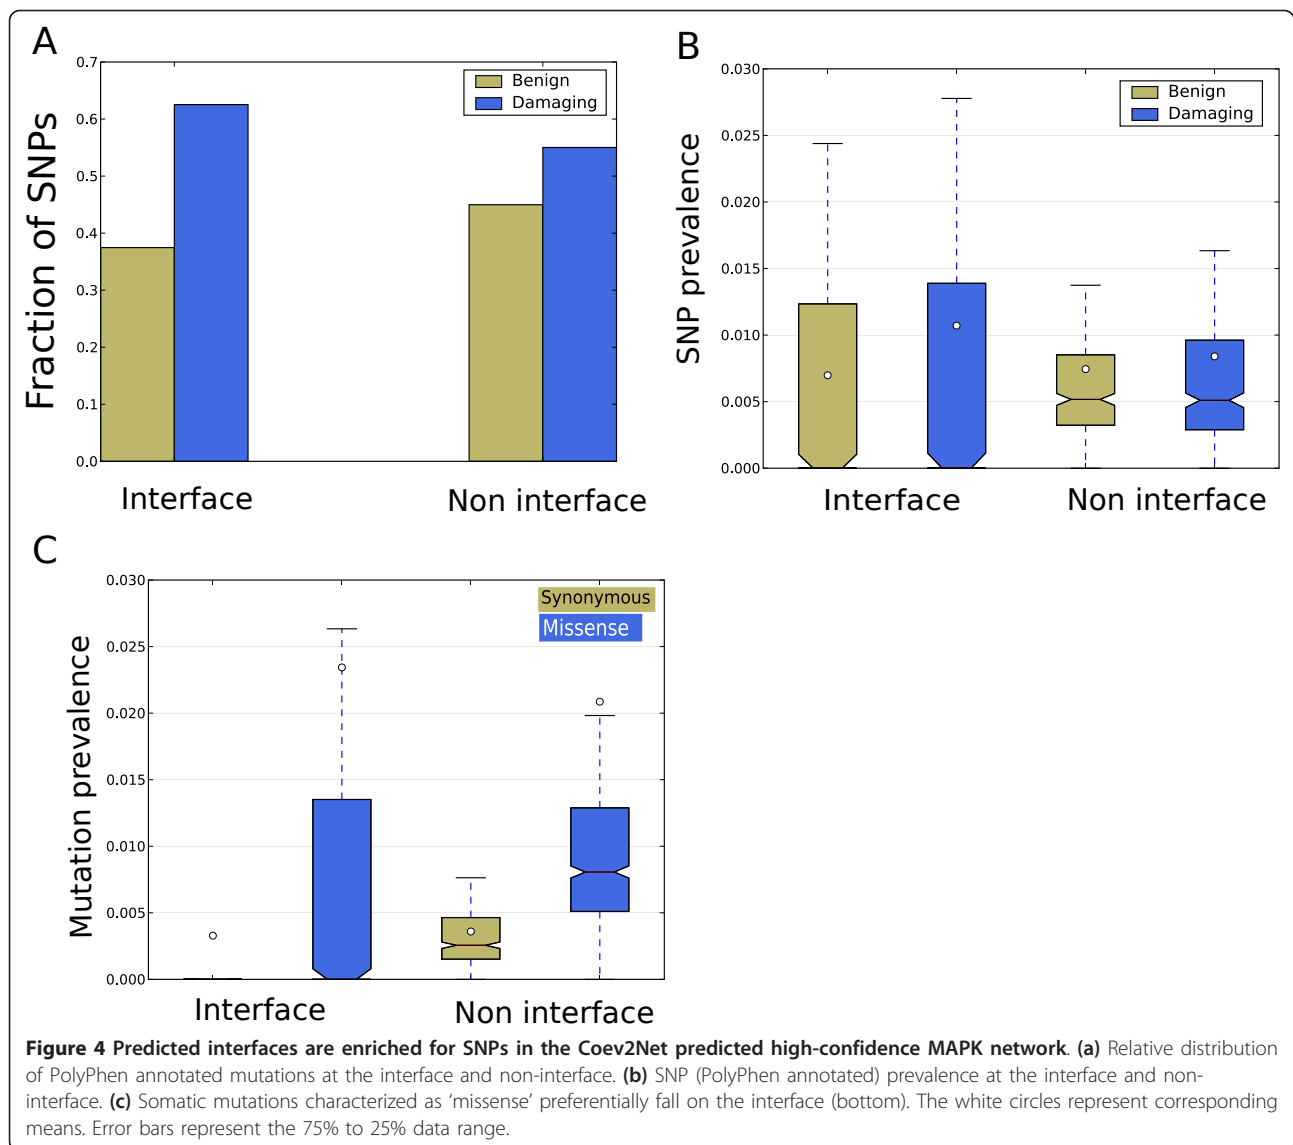 A
0.7
0.6
0.5
0.4
0.3
0.2
0.1
0.0
Fraction of SNPs
Benign
Damaging
Interface
Non interface
B
0.030
0.025
0.020
0.015
0.010
0.005
0.000
SNP prevalence
Benign
Damaging
Interface
Non interface
C
0.030
0.025
0.020
0.015
0.010
0.005
0.000
Mutation prevalence
Synonymous
Missense
Interface
Non interface
Figure 4 Predicted interfaces are enriched for SNPs in the Coev2Net predicted high-confidence MAPK network. (a) Relative distribution
of PolyPhen annotated mutations at the interface and non-interface. (b) SNP (PolyPhen annotated) prevalence at the interface and non-
interface. (c) Somatic mutations characterized as ‘missense’ preferentially fall on the interface (bottom). The white circles represent corresponding
means. Error bars represent the 75% to 25% data range.